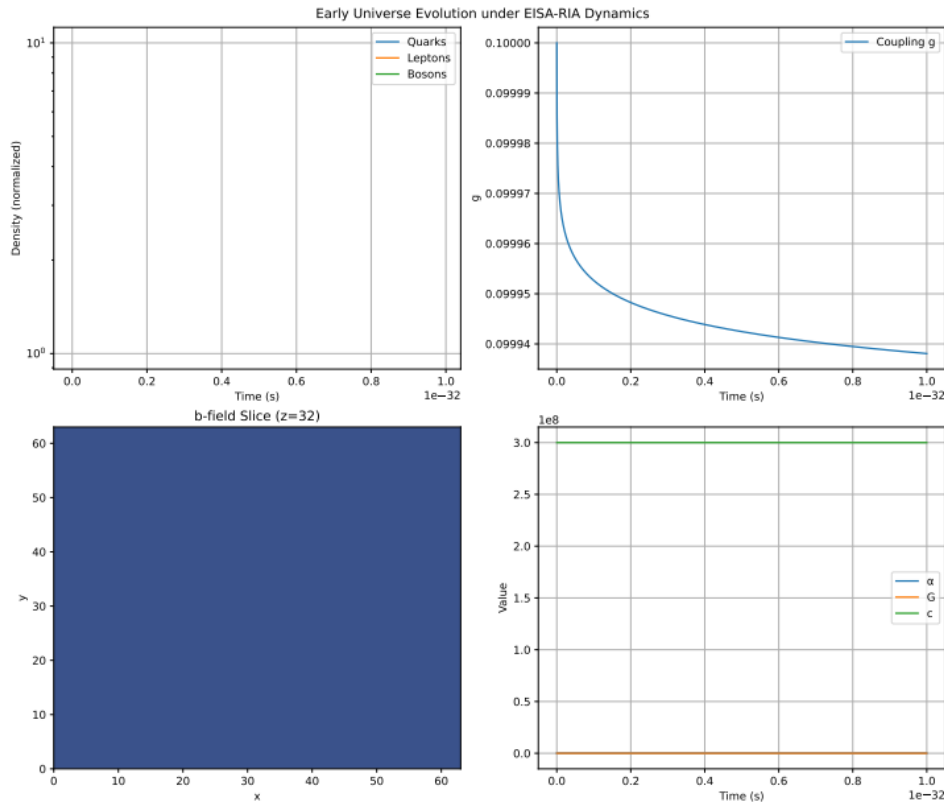 Early Universe Evolution under EISA-RIA Dynamics
Density (normalized)
10¹
10⁰
Quarks
Leptons
Bosons
0.0 0.2 0.4 0.6 0.8 1.0
Time (s)
1e−32
g
0.10000
0.09999
0.09998
0.09997
0.09996
0.09995
0.09994
Coupling g
0.0 0.2 0.4 0.6 0.8 1.0
Time (s)
1e−32
b-field Slice (z=32)
y
60
50
40
30
20
10
0
0 10 20 30 40 50 60
x
1e8
Value
3.0
2.5
2.0
1.5
1.0
0.5
0.0
α
G
c
0.0 0.2 0.4 0.6 0.8 1.0
Time (s)
1e−32